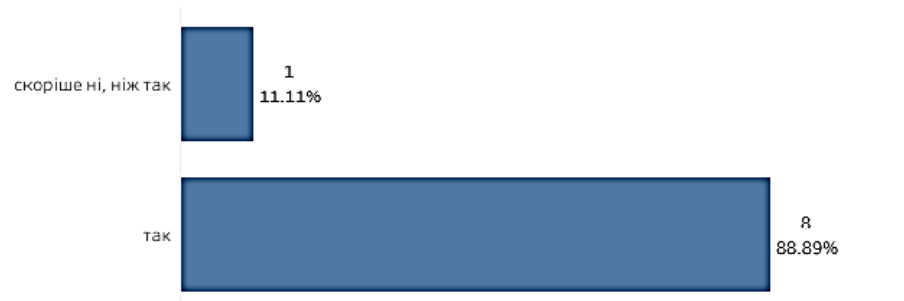 скоріше ні, ніж так
1
11.11%
так
8
88.89%